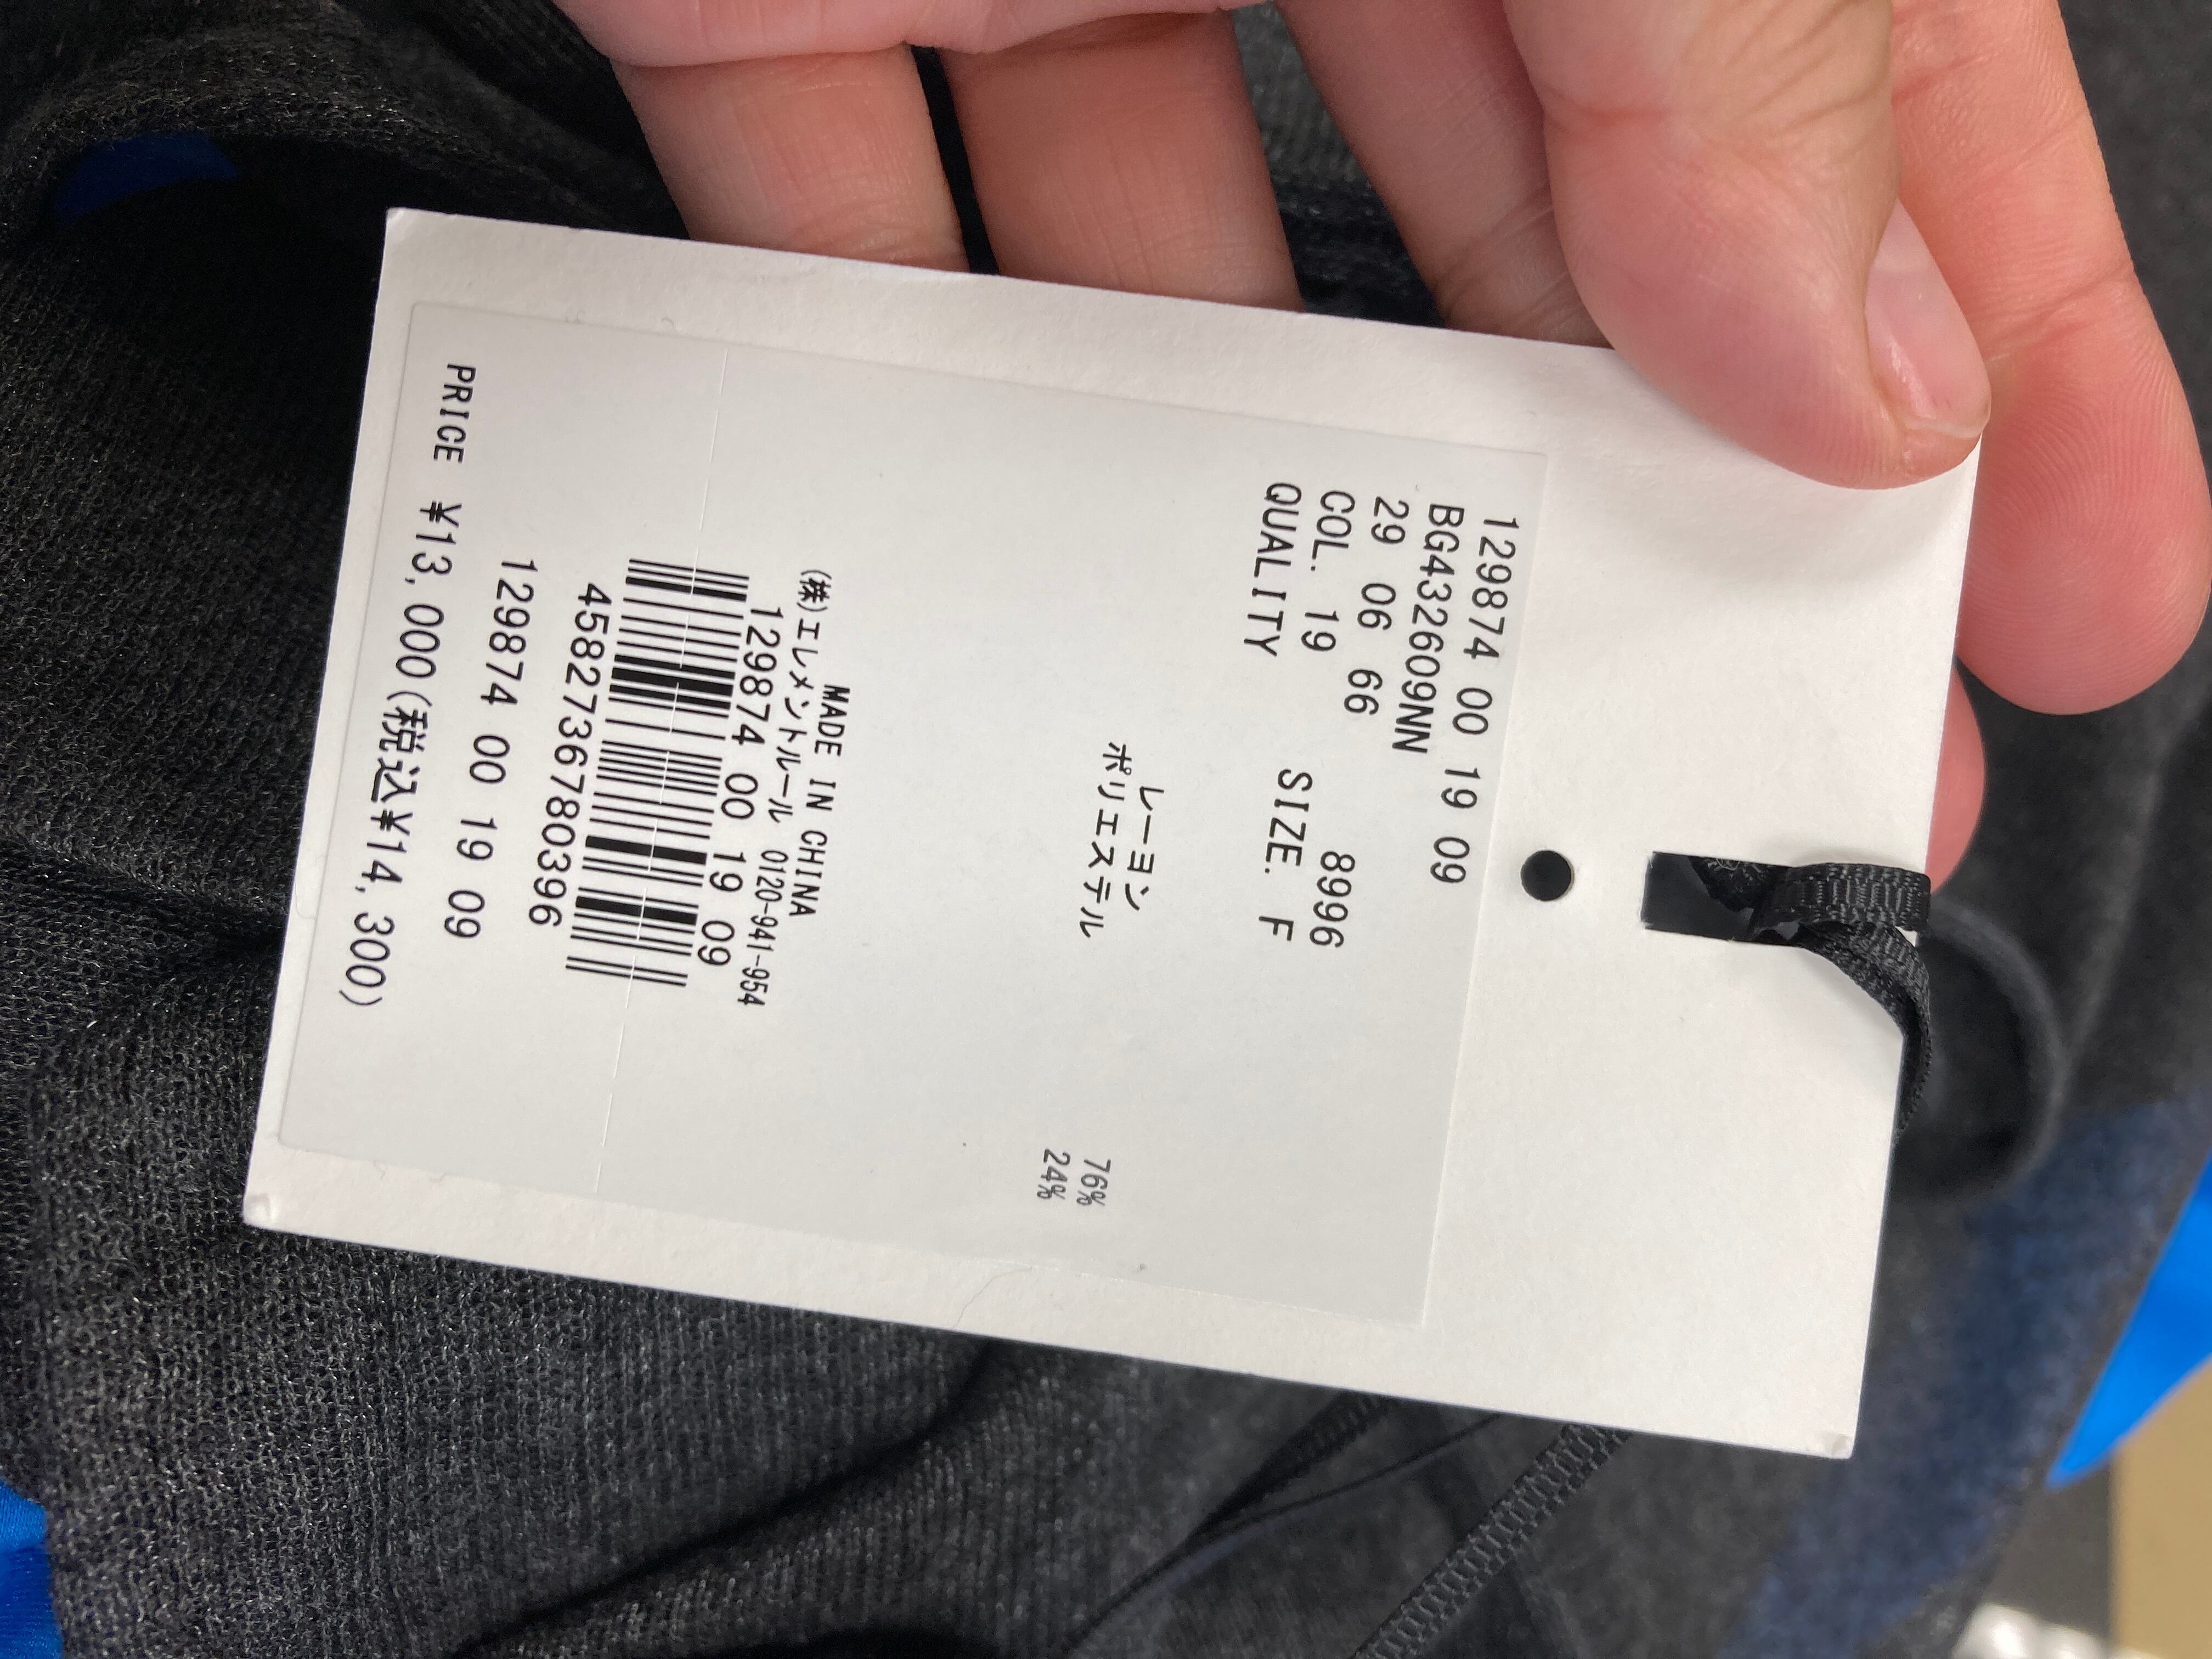 129874 00 19 09
BG432609NN
29 06 66 8996
COL. 19 SIZE. F
QUALITY
レーヨン 76%
ポリエステル 24%
MADE IN CHINA
(株)エレメントルール 0120-941-954
129874 00 19 09
4582736780396
129874 00 19 09
PRICE ¥13,000(税込¥14,300)